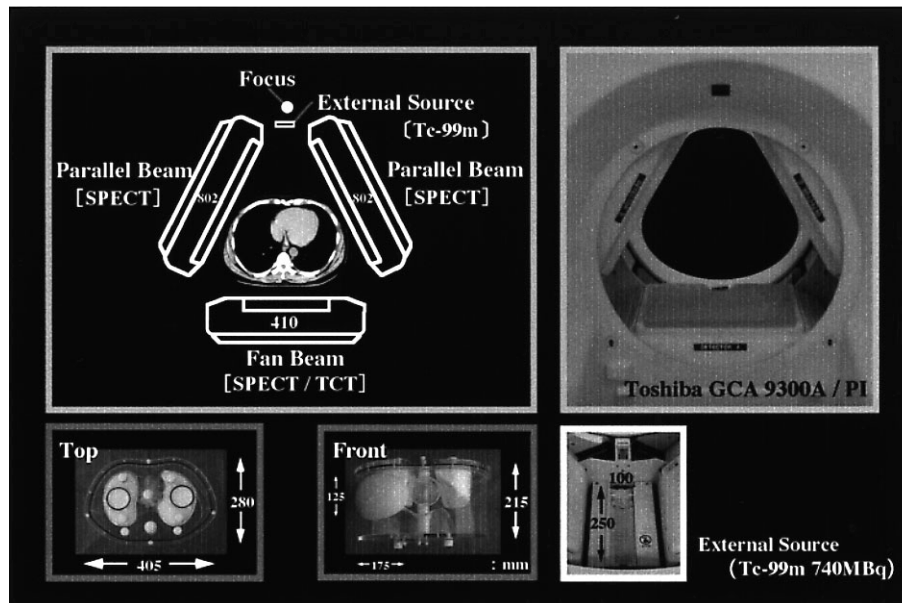 Focus
External Source
〔Tc-99m〕
Parallel Beam
［SPECT］
Parallel Beam
［SPECT］
802
802
410
Fan Beam
［SPECT / TCT］
Toshiba GCA 9300A / PI
Top
280
405
Front
125
215
175
: mm
100
250
External Source
(Tc-99m 740MBq)